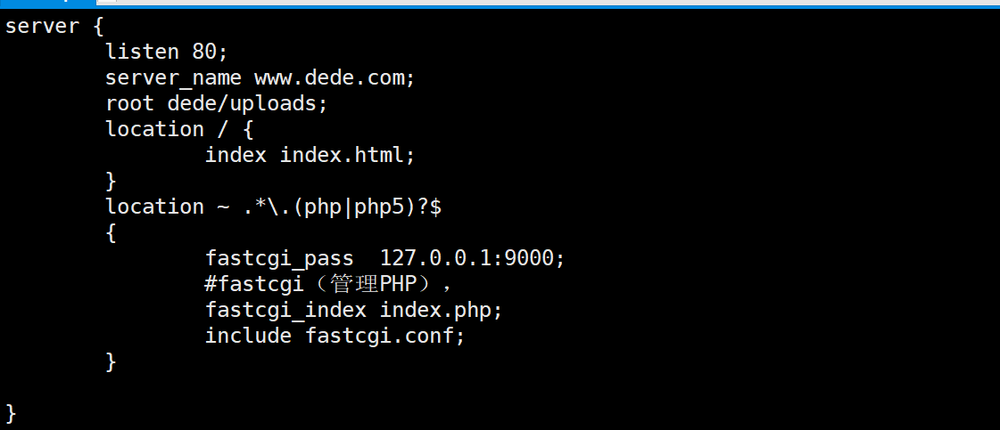 server {
listen 80;
server_name www.dede.com;
root dede/uploads;
location / {
index index.html;
}
location ~ .*\.(php|php5)?$
{
fastcgi_pass  127.0.0.1:9000;
#fastcgi（管理PHP），
fastcgi_index index.php;
include fastcgi.conf;
}
}